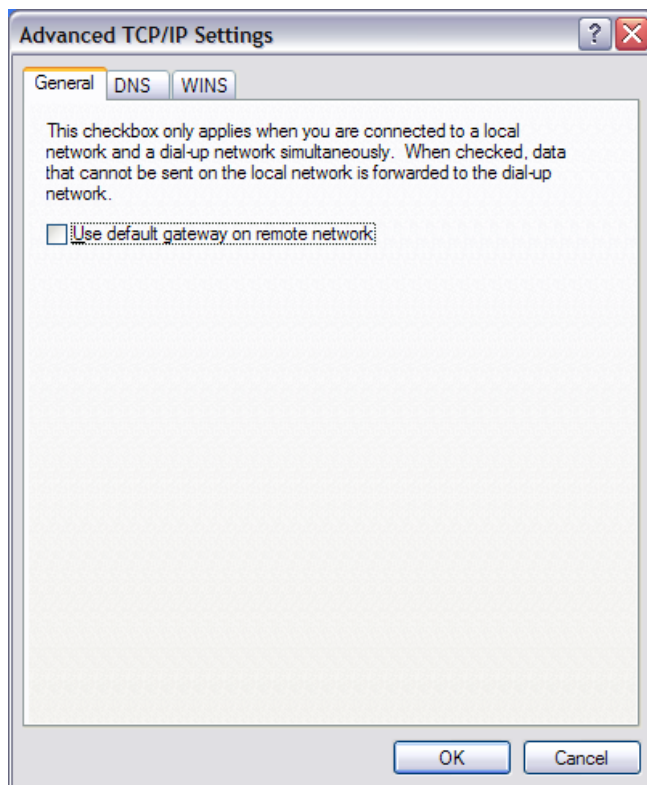 Advanced TCP/IP Settings
?
General DNS WINS
This checkbox only applies when you are connected to a local
network and a dial-up network simultaneously.  When checked, data
that cannot be sent on the local network is forwarded to the dial-up
network.
Use default gateway on remote network
OK Cancel